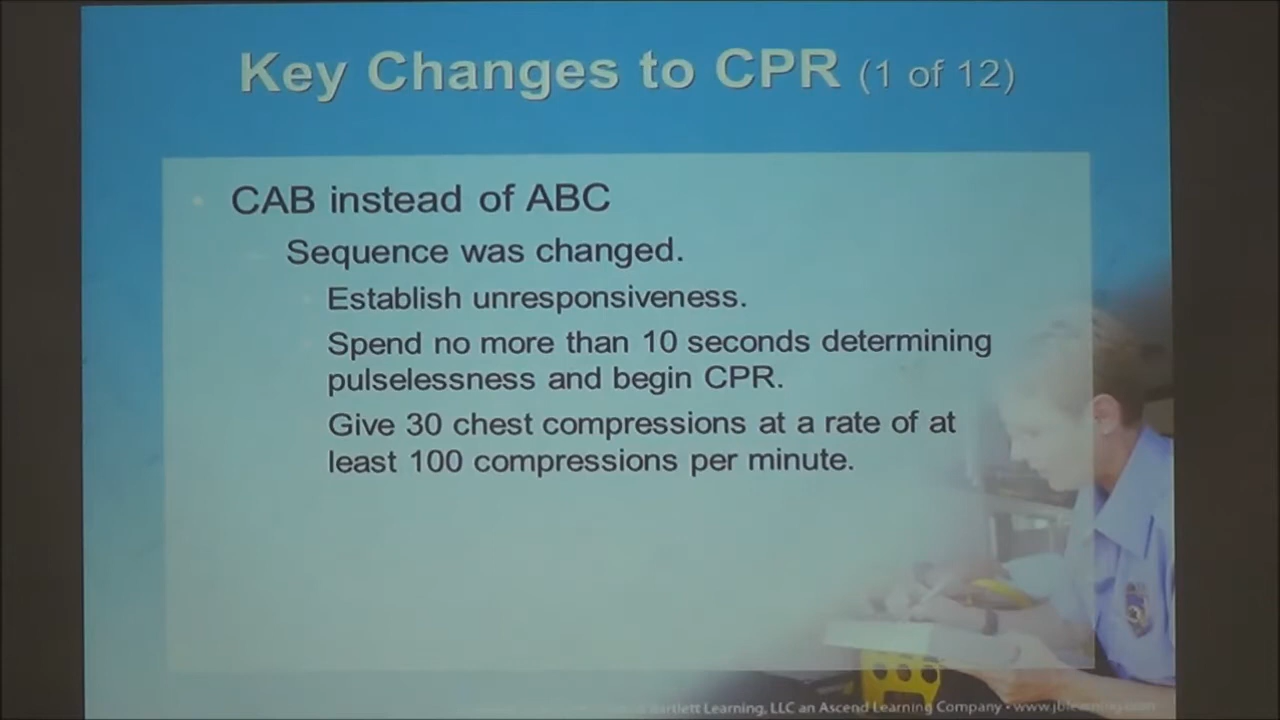 Key Changes to CPR (1 of 12)
CAB instead of ABC
Sequence was changed.
Establish unresponsiveness.
Spend no more than 10 seconds determining
pulselessness and begin CPR.
Give 30 chest compressions at a rate of at
least 100 compressions per minute.
Learning, LLC an Ascend Learning Company • www.jb